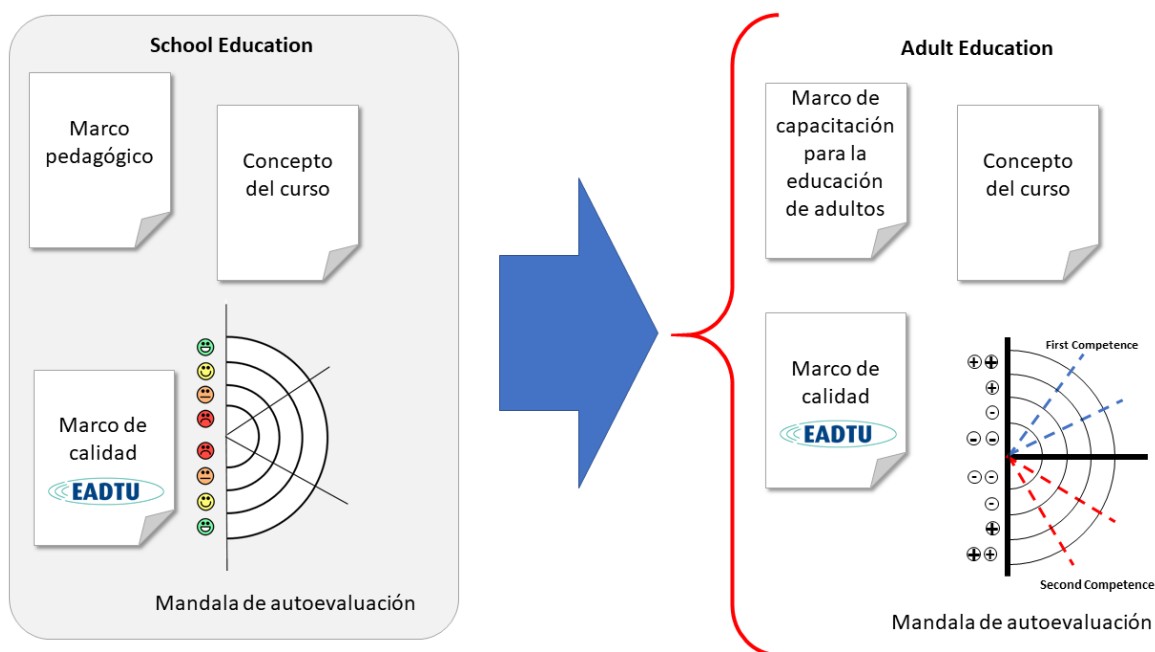 School Education
Marco
pedagógico
Concepto
del curso
Marco de
calidad
EADTU
Mandala de autoevaluación
Adult Education
Marco de
capacitación
para la
educación
de adultos
Concepto
del curso
Marco de
calidad
EADTU
First Competence
Second Competence
Mandala de autoevaluación